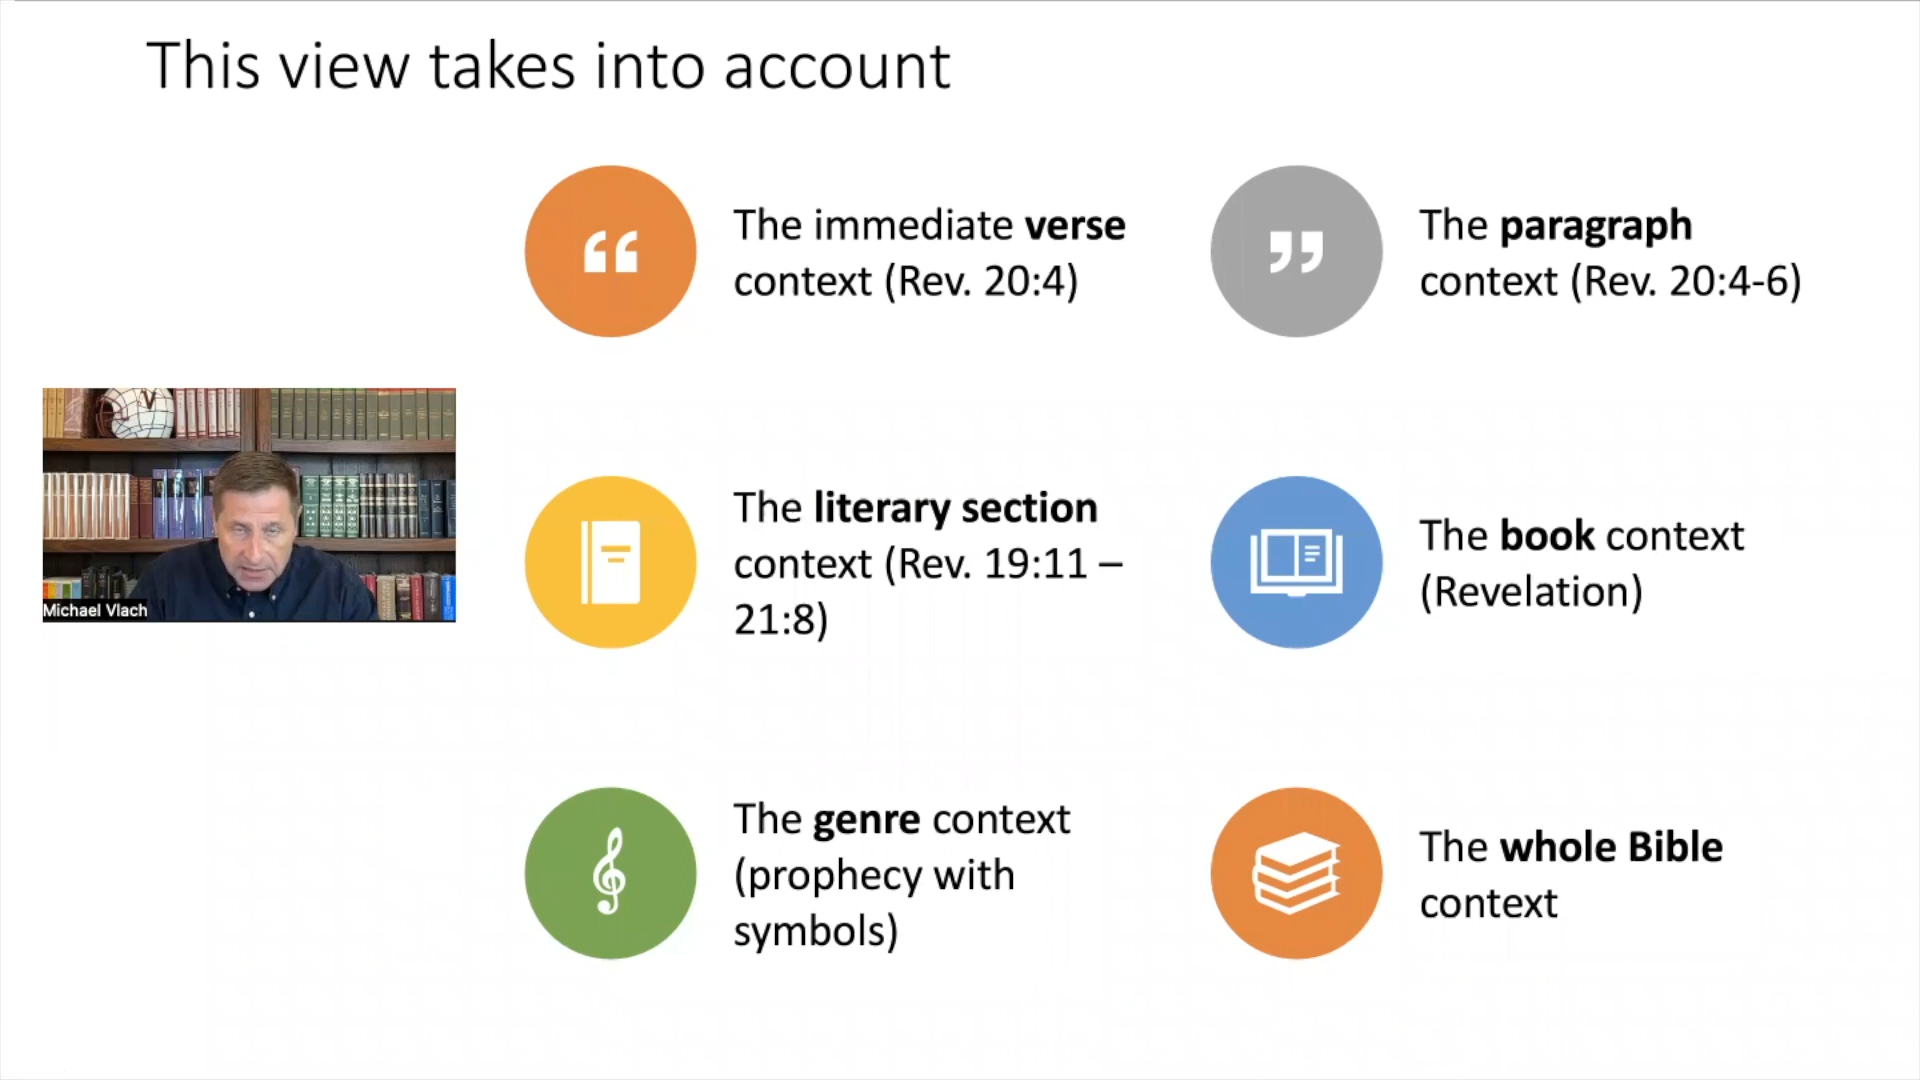 This view takes into account
The immediate verse
context (Rev. 20:4)
The paragraph
context (Rev. 20:4-6)
The literary section
context (Rev. 19:11 –
21:8)
The book context
(Revelation)
The genre context
(prophecy with
symbols)
The whole Bible
context
Michael Vlach